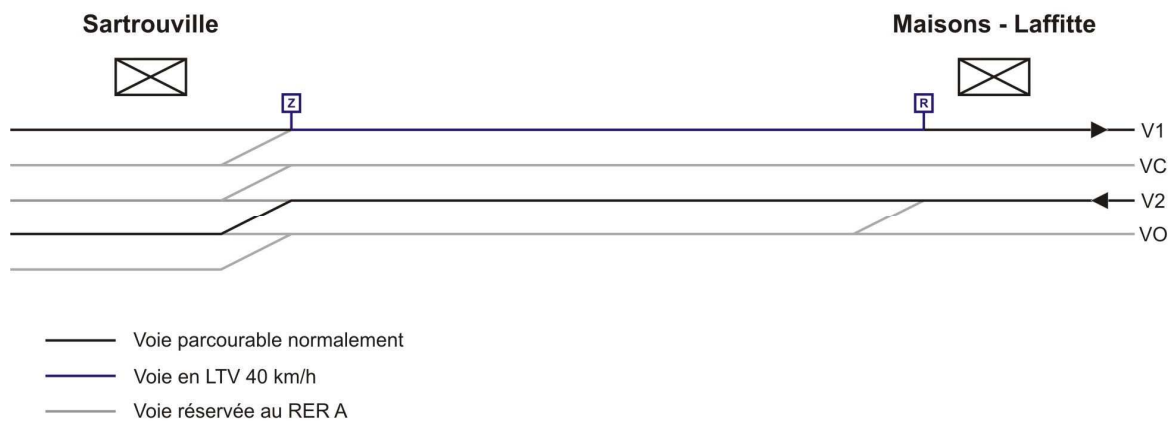 Sartrouville
Maisons - Laffitte
Z
R
V1
VC
V2
VO
Voie parcourable normalement
Voie en LTV 40 km/h
Voie réservée au RER A